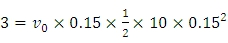 3 = v₀ × 0.15 × 1/2 × 10 × 0.15²